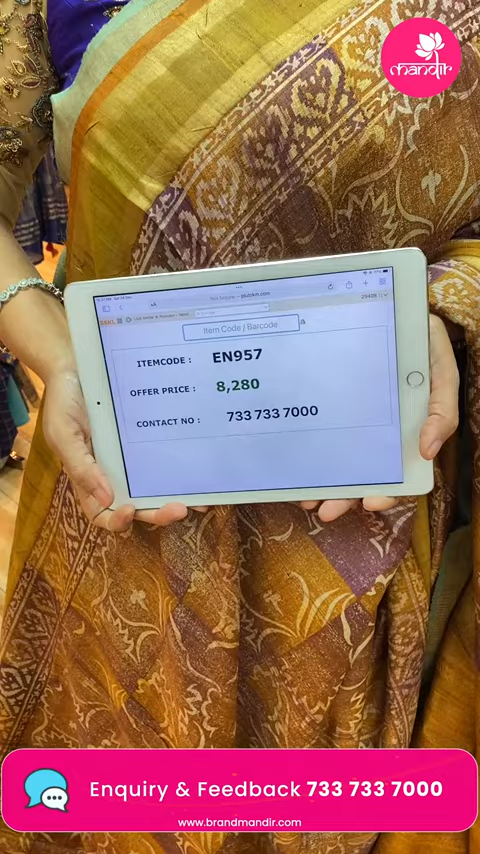 mandir
Item Code / Barcode
ITEMCODE : EN957
OFFER PRICE : 8,280
CONTACT NO : 733 733 7000
Enquiry & Feedback 733 733 7000
www.brandmandir.com